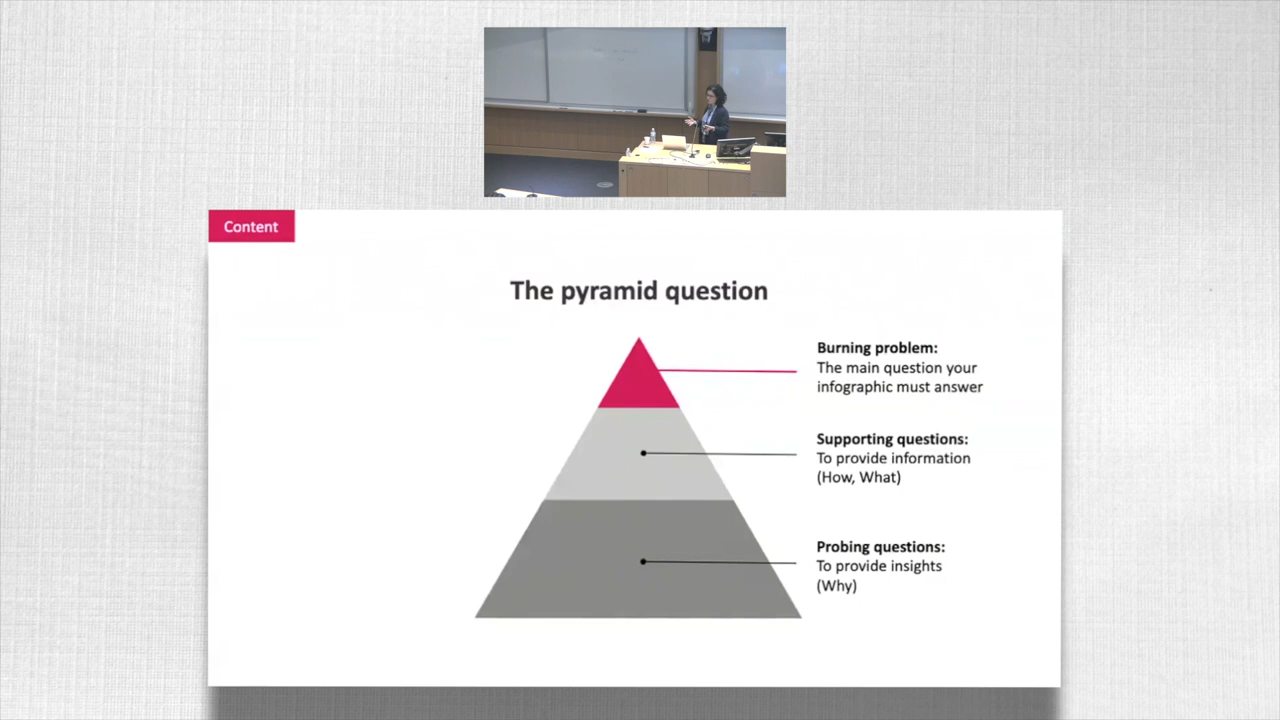 Content
The pyramid question
Burning problem:
The main question your
infographic must answer
Supporting questions:
To provide information
(How, What)
Probing questions:
To provide insights
(Why)